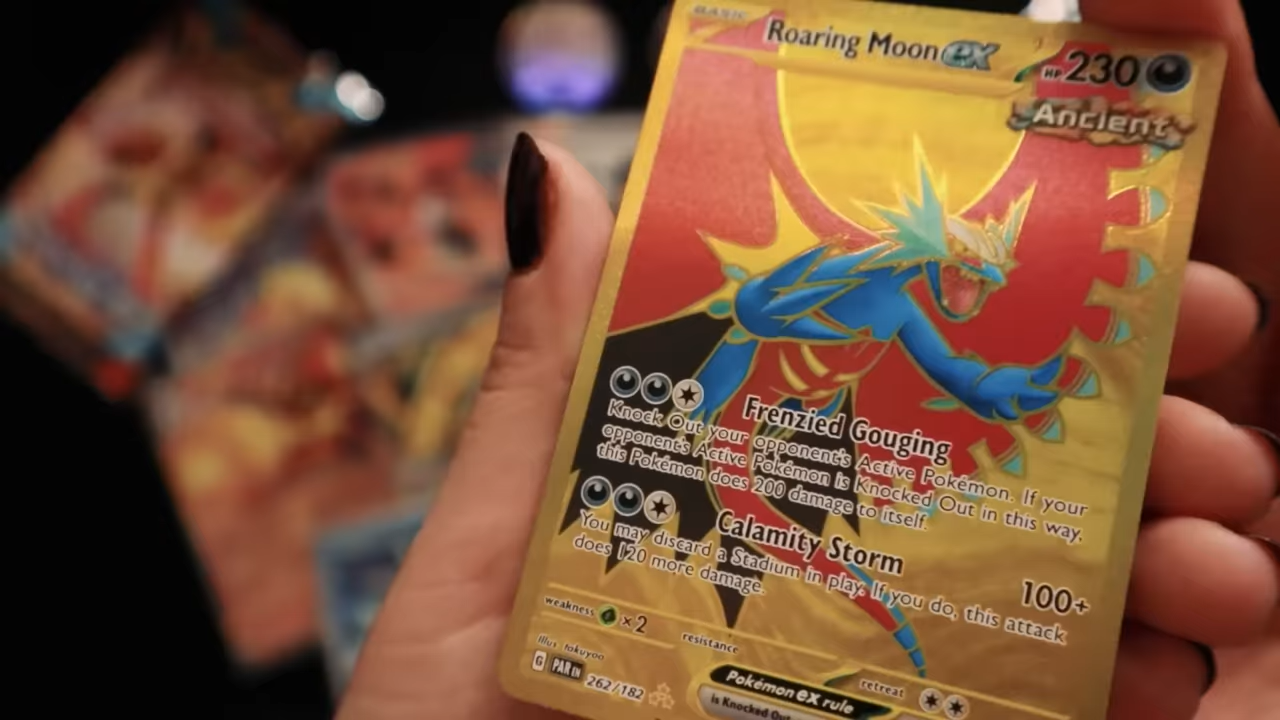 BASIC
Roaring Moon ex
HP 230
Ancient
Frenzied Gouging
Knock Out your opponent's Active Pokémon. If your
opponent's Active Pokémon is Knocked Out in this way,
this Pokémon does 200 damage to itself.
Calamity Storm
100+
You may discard a Stadium in play. If you do, this attack
does 120 more damage.
weakness ×2
resistance
retreat
Illus. tokuyoo
G PAR EN 262/182
Pokémon ex rule
is Knocked Out